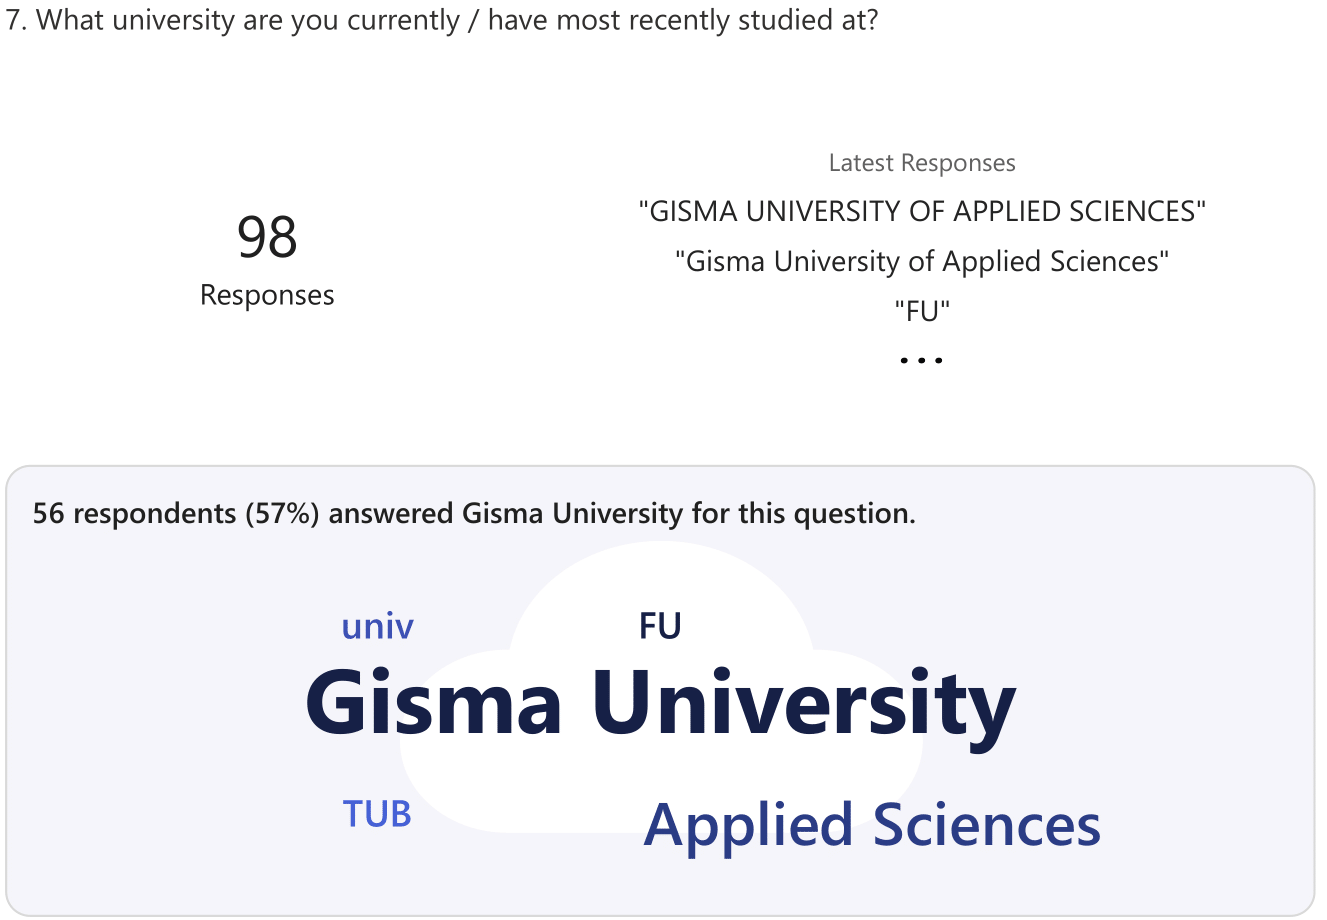 7. What university are you currently / have most recently studied at?
98
Responses
Latest Responses
"GISMA UNIVERSITY OF APPLIED SCIENCES"
"Gisma University of Applied Sciences"
"FU"
...
56 respondents (57%) answered Gisma University for this question.
univ
FU
Gisma University
TUB
Applied Sciences